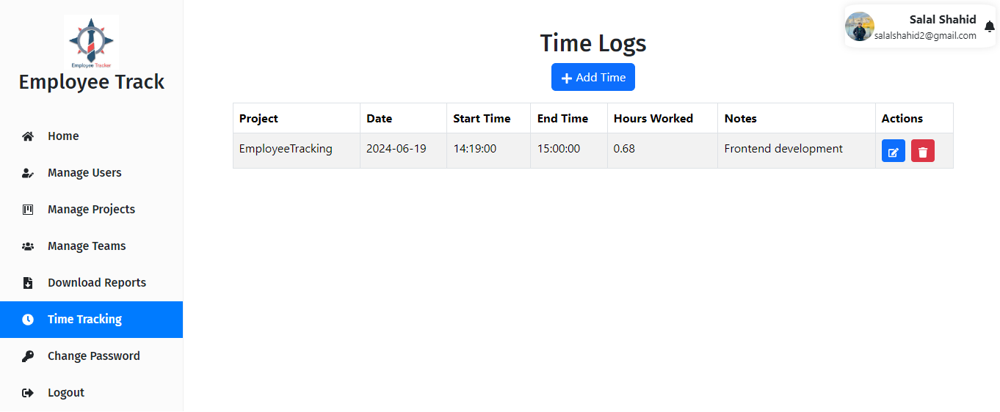 Employee Tracker
Employee Track
Home
Manage Users
Manage Projects
Manage Teams
Download Reports
Time Tracking
Change Password
Logout
Salal Shahid
salalshahid2@gmail.com
Time Logs
Add Time
Project Date Start Time End Time Hours Worked Notes Actions
EmployeeTracking 2024-06-19 14:19:00 15:00:00 0.68 Frontend development